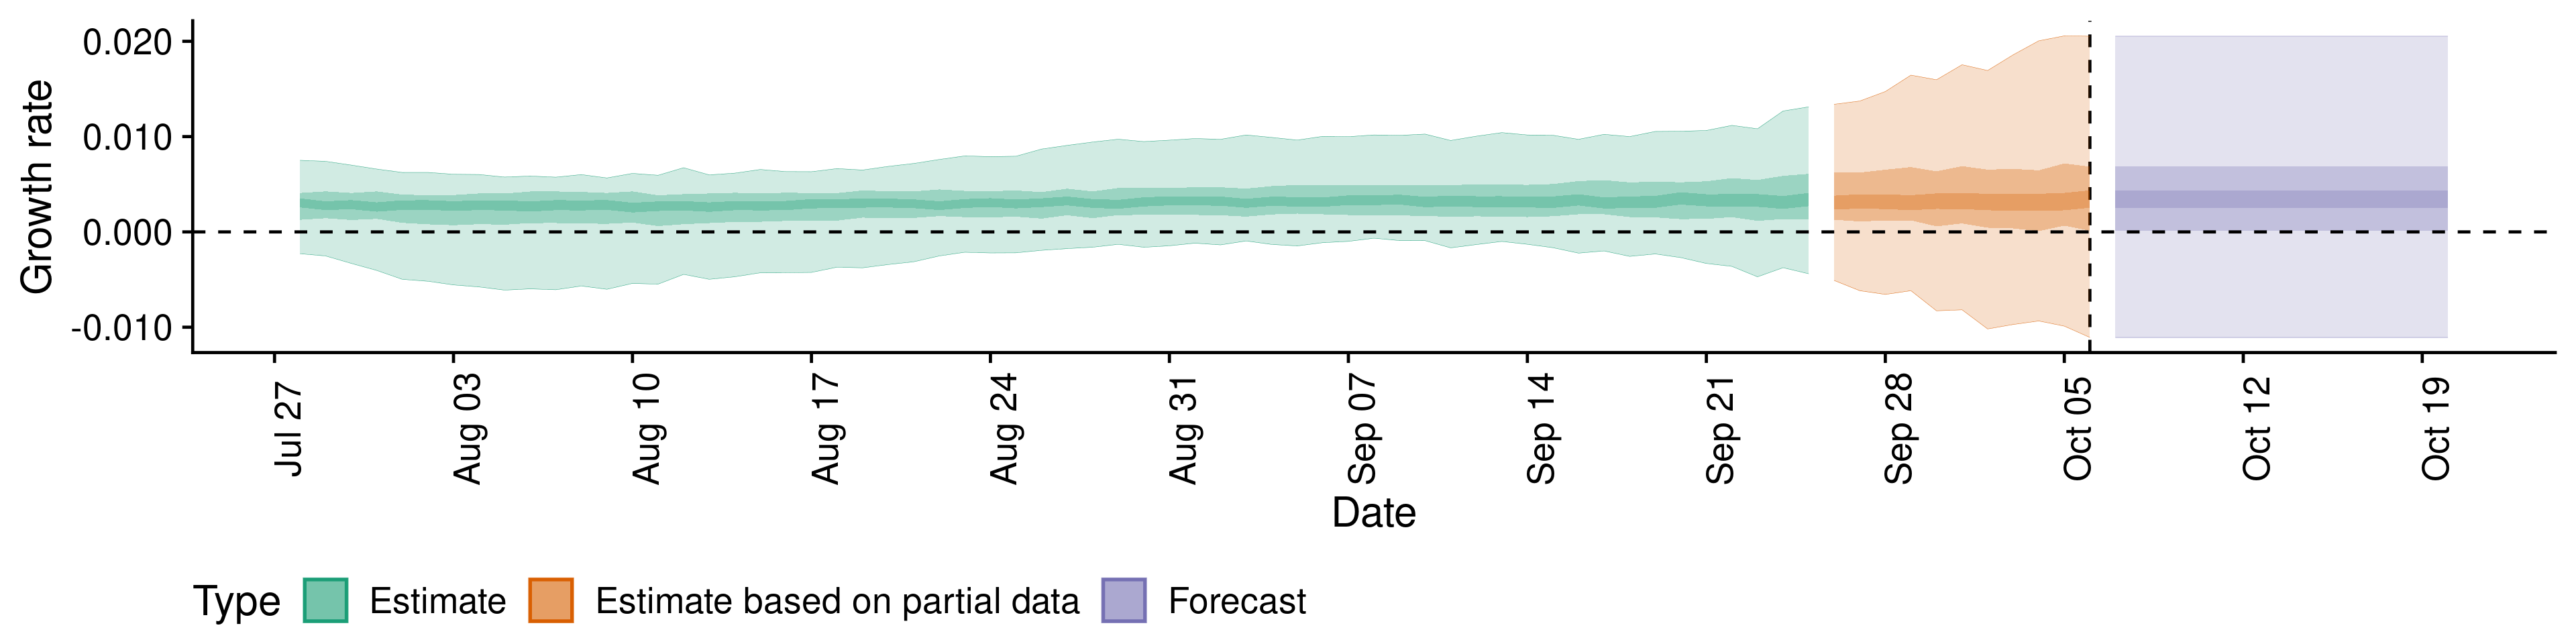 0.020
0.010
0.000
-0.010
Growth rate
Jul 27
Aug 03
Aug 10
Aug 17
Aug 24
Aug 31
Sep 07
Sep 14
Sep 21
Sep 28
Oct 05
Oct 12
Oct 19
Date
Type Estimate Estimate based on partial data Forecast